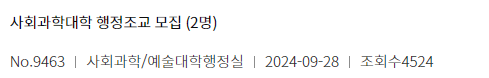 사회과학대학 행정조교 모집 (2명)
No.9463 | 사회과학/예술대학행정실 | 2024-09-28 | 조회수4524